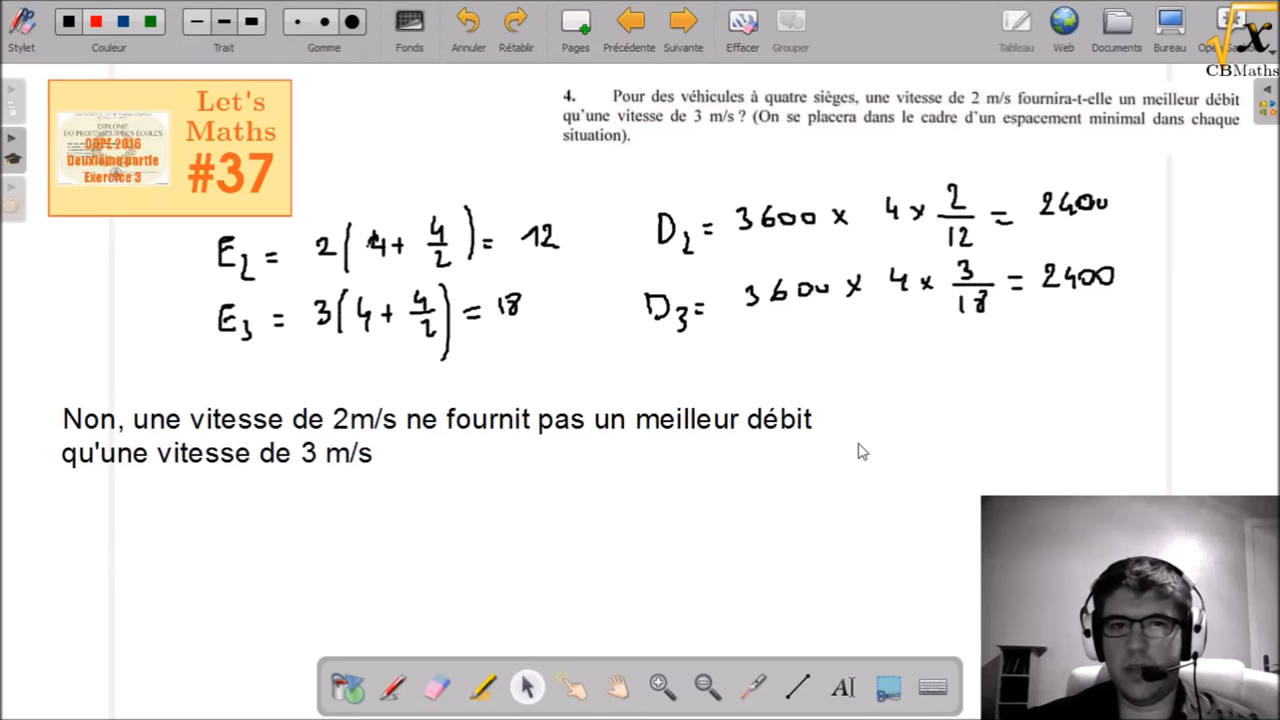 Stylet
Couleur
Trait
Gomme
Fonds
Annuler
Rétablir
Pages
Précédente
Suivante
Effacer
Grouper
Tableau
Web
Documents
Bureau
CBMaths
Let's
Maths
#37
DIPLOME
DU PROFESSEUR DES ECOLES
CRPE 2016
Deuxième partie
Exercice 3
4. Pour des véhicules à quatre sièges, une vitesse de 2 m/s fournira-t-elle un meilleur débit
qu'une vitesse de 3 m/s ? (On se placera dans le cadre d'un espacement minimal dans chaque
situation).
E₂ = 2(4+4/2) = 12
E₃ = 3(4+4/2) = 18
D₂ = 3600 × 4 × 2/12 = 2400
D₃ = 3600 × 4 × 3/18 = 2400
Non, une vitesse de 2m/s ne fournit pas un meilleur débit
qu'une vitesse de 3 m/s